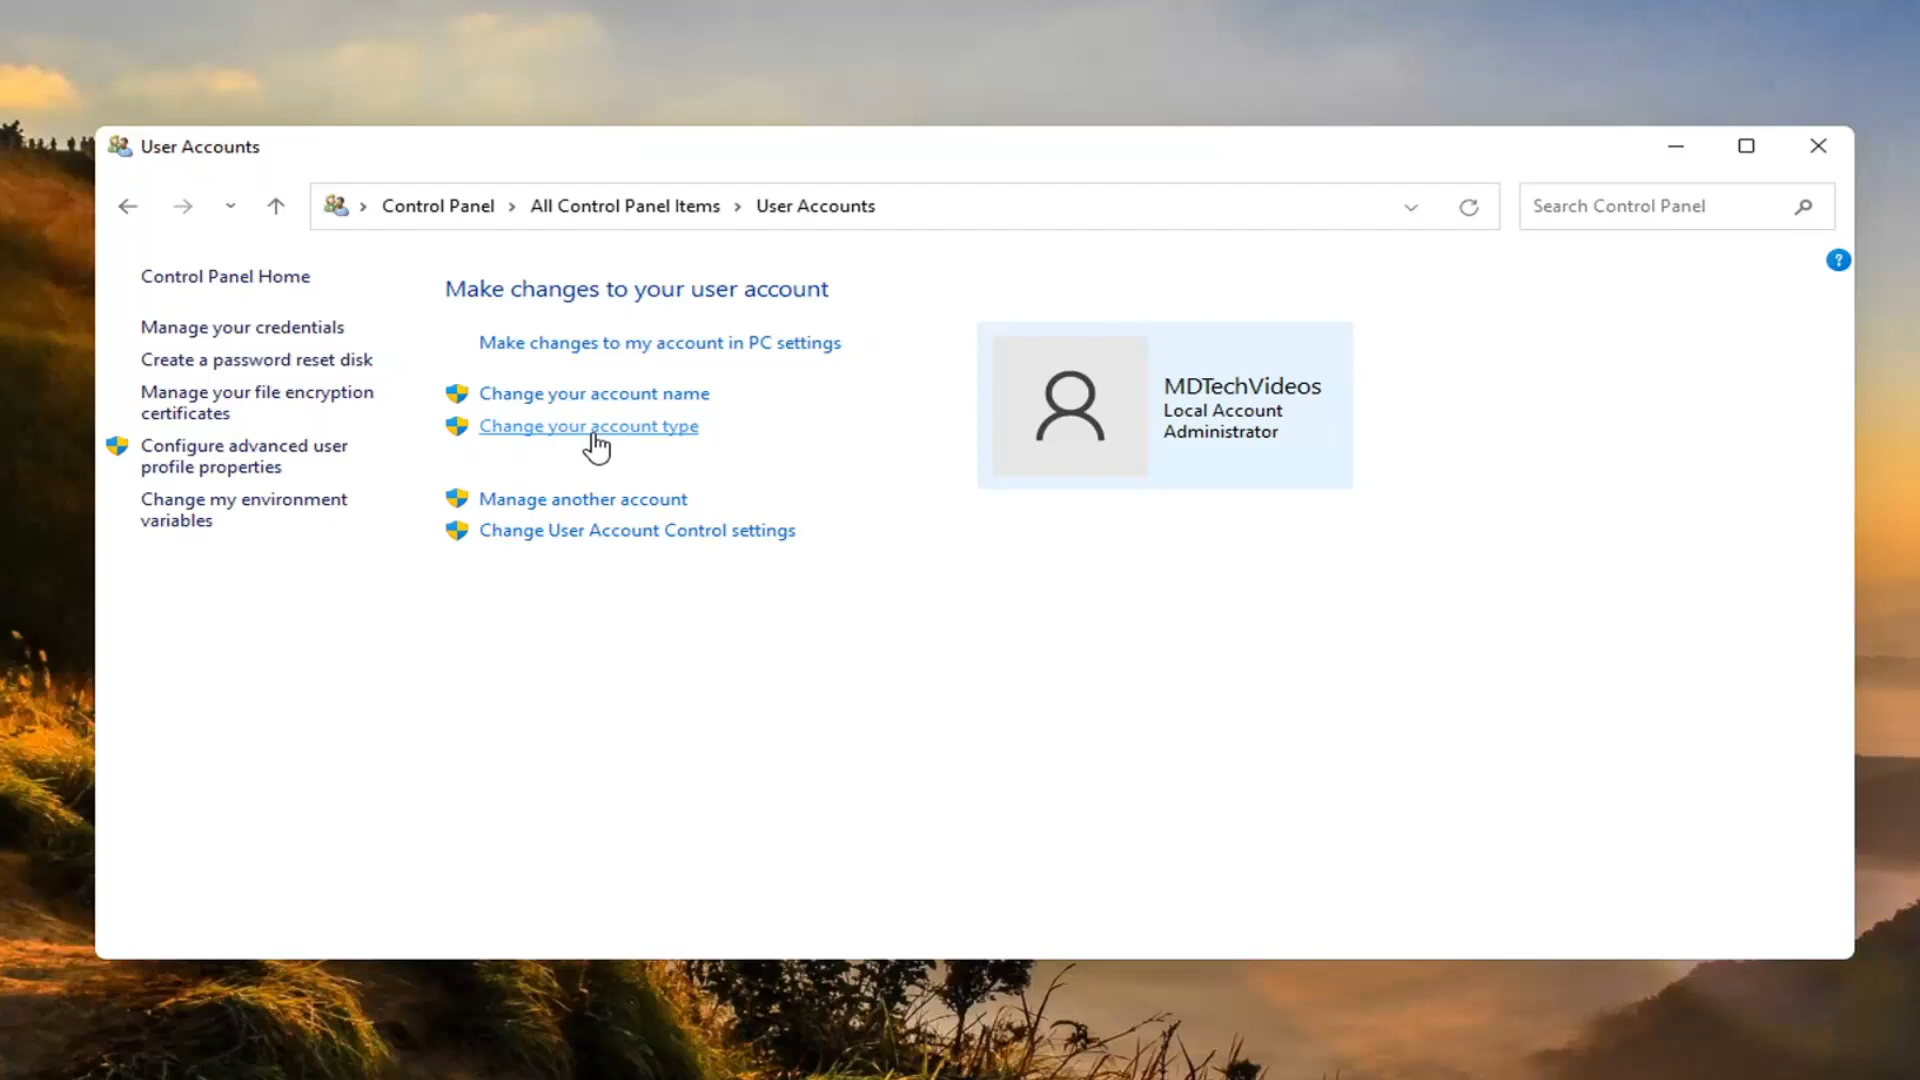 User Accounts
Control Panel > All Control Panel Items > User Accounts
Search Control Panel
?
Control Panel Home
Manage your credentials
Create a password reset disk
Manage your file encryption
certificates
Configure advanced user
profile properties
Change my environment
variables
Make changes to your user account
Make changes to my account in PC settings
Change your account name
Change your account type
Manage another account
Change User Account Control settings
MDTechVideos
Local Account
Administrator